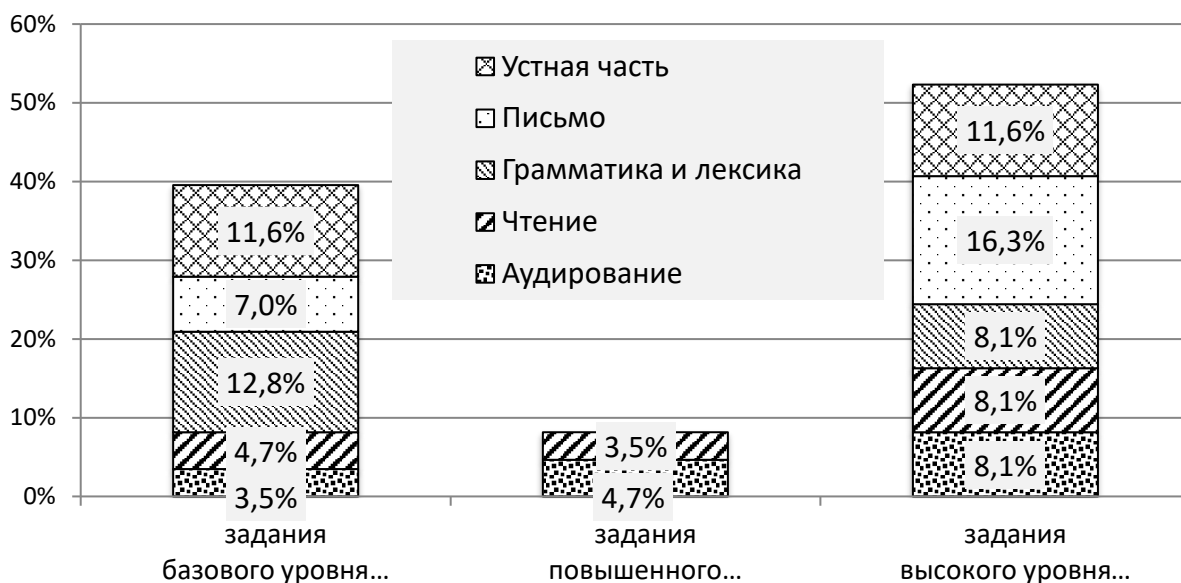 60%
50%
40%
30%
20%
10%
0%
Устная часть
Письмо
Грамматика и лексика
Чтение
Аудирование
11,6%
7,0%
12,8%
4,7%
3,5%
3,5%
4,7%
11,6%
16,3%
8,1%
8,1%
8,1%
задания
базового уровня...
задания
повышенного...
задания
высокого уровня...